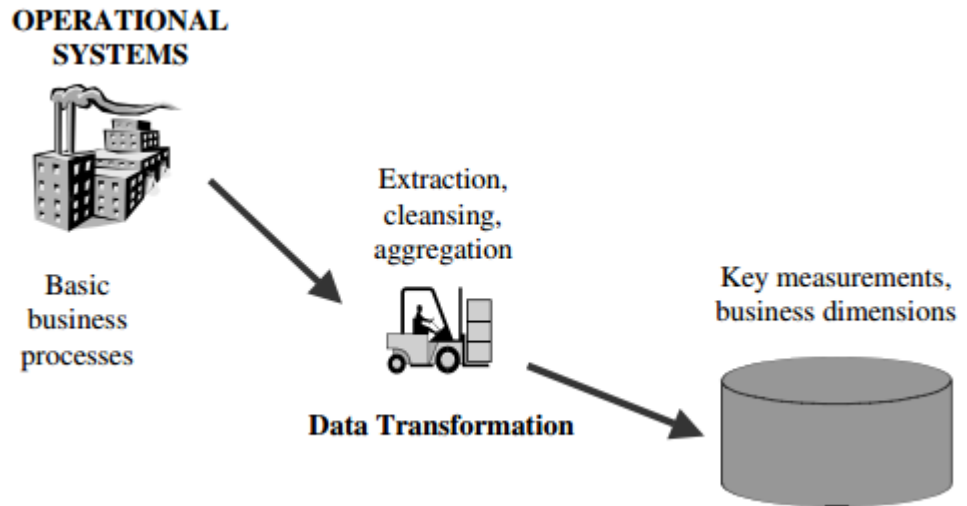 OPERATIONAL
SYSTEMS
Basic
business
processes
Extraction,
cleansing,
aggregation
Data Transformation
Key measurements,
business dimensions